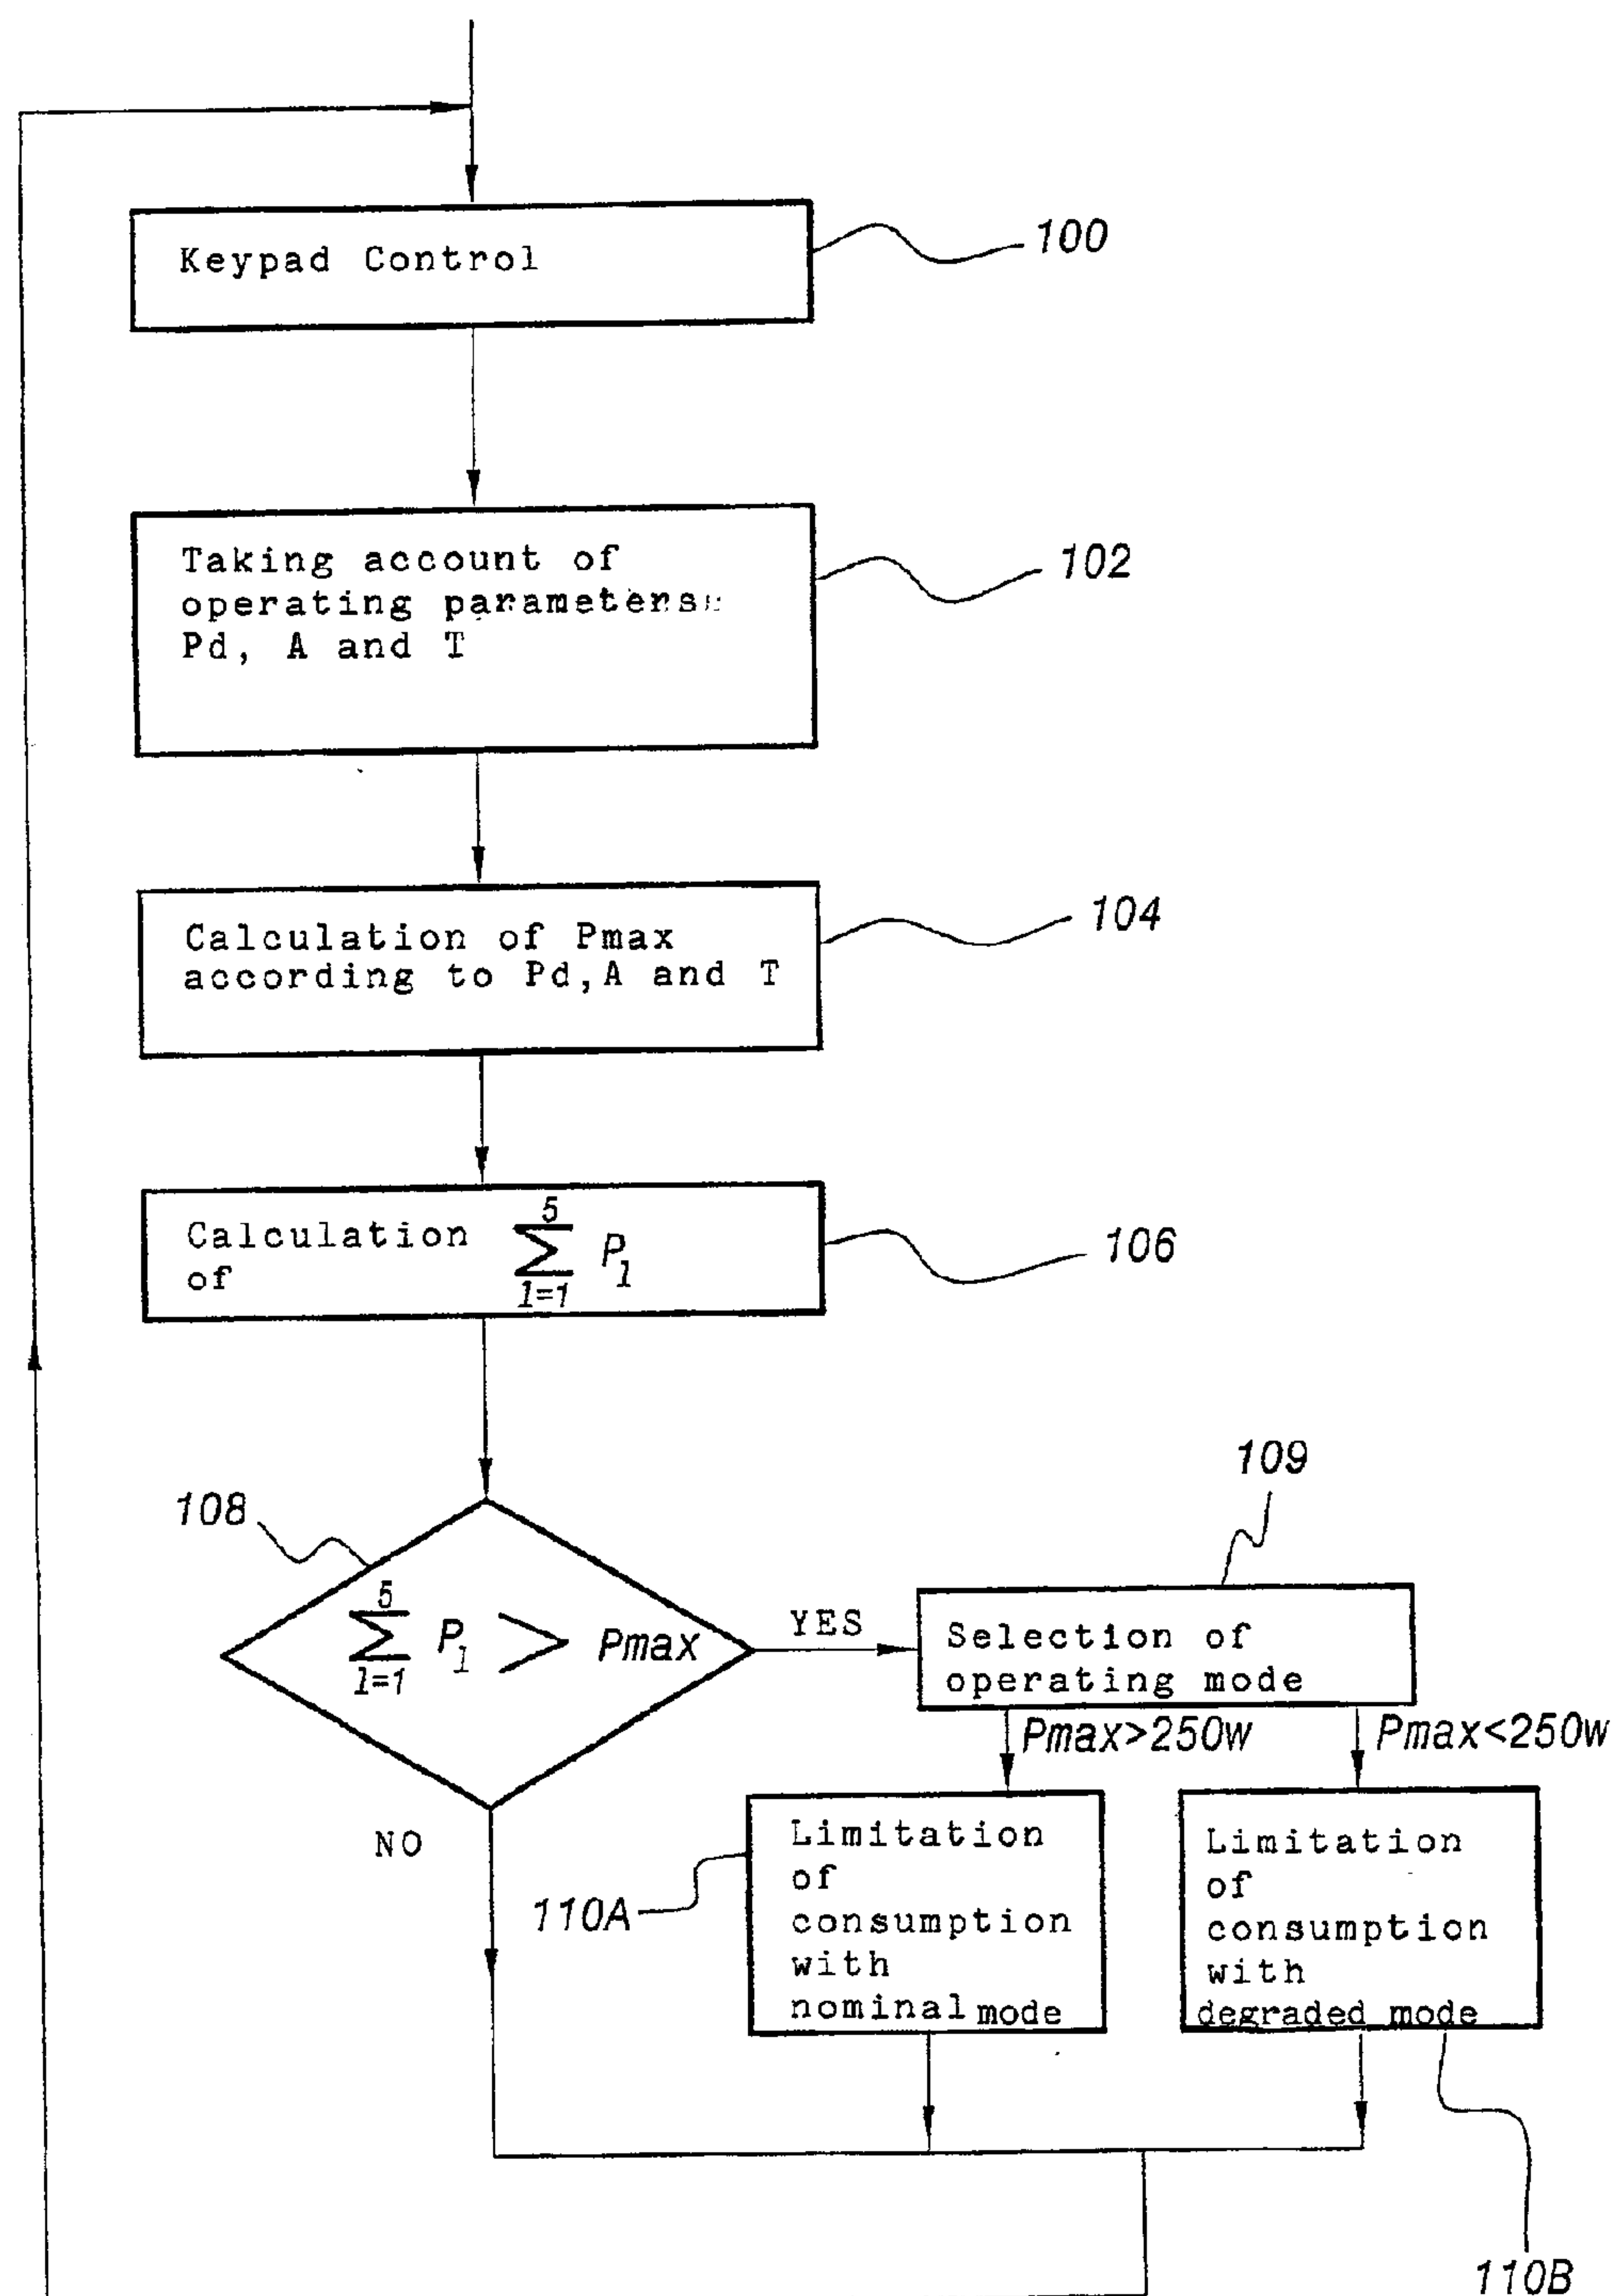 Keypad Control
100
Taking account of
operating parameters
Pd, A and T
102
Calculation of Pmax
according to Pd,A and T
104
Calculation
of
5
∑ P1
1=1
106
108
5
∑ P1 > Pmax
1=1
YES
NO
109
Selection of
operating mode
Pmax>250w
Pmax<250w
Limitation
of
consumption
with
nominal mode
110A
Limitation
of
consumption
with
degraded mode
110B